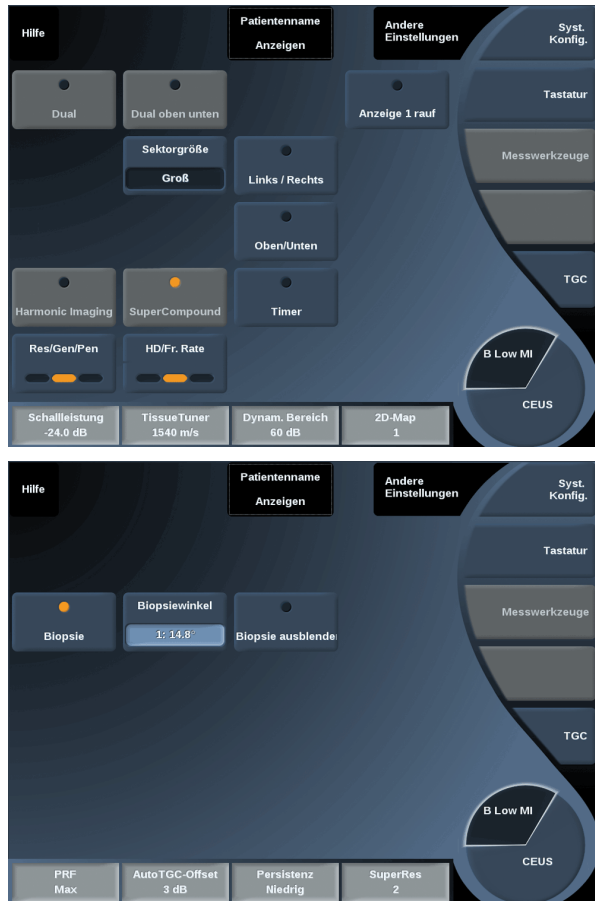 Hilfe
Patientenname
Anzeigen
Andere
Einstellungen
Syst.
Konfig.
Dual
Dual oben unten
Anzeige 1 rauf
Tastatur
Sektorgröße
Groß
Links / Rechts
Messwerkzeuge
Oben/Unten
Harmonic Imaging
SuperCompound
Timer
TGC
Res/Gen/Pen
HD/Fr. Rate
B Low MI
CEUS
Schallleistung
-24.0 dB
TissueTuner
1540 m/s
Dynam. Bereich
60 dB
2D-Map
1
Hilfe
Patientenname
Anzeigen
Andere
Einstellungen
Syst.
Konfig.
Tastatur
Biopsie
Biopsiewinkel
1: 14.8°
Biopsie ausblenden
Messwerkzeuge
TGC
B Low MI
CEUS
PRF
Max
AutoTGC-Offset
3 dB
Persistenz
Niedrig
SuperRes
2